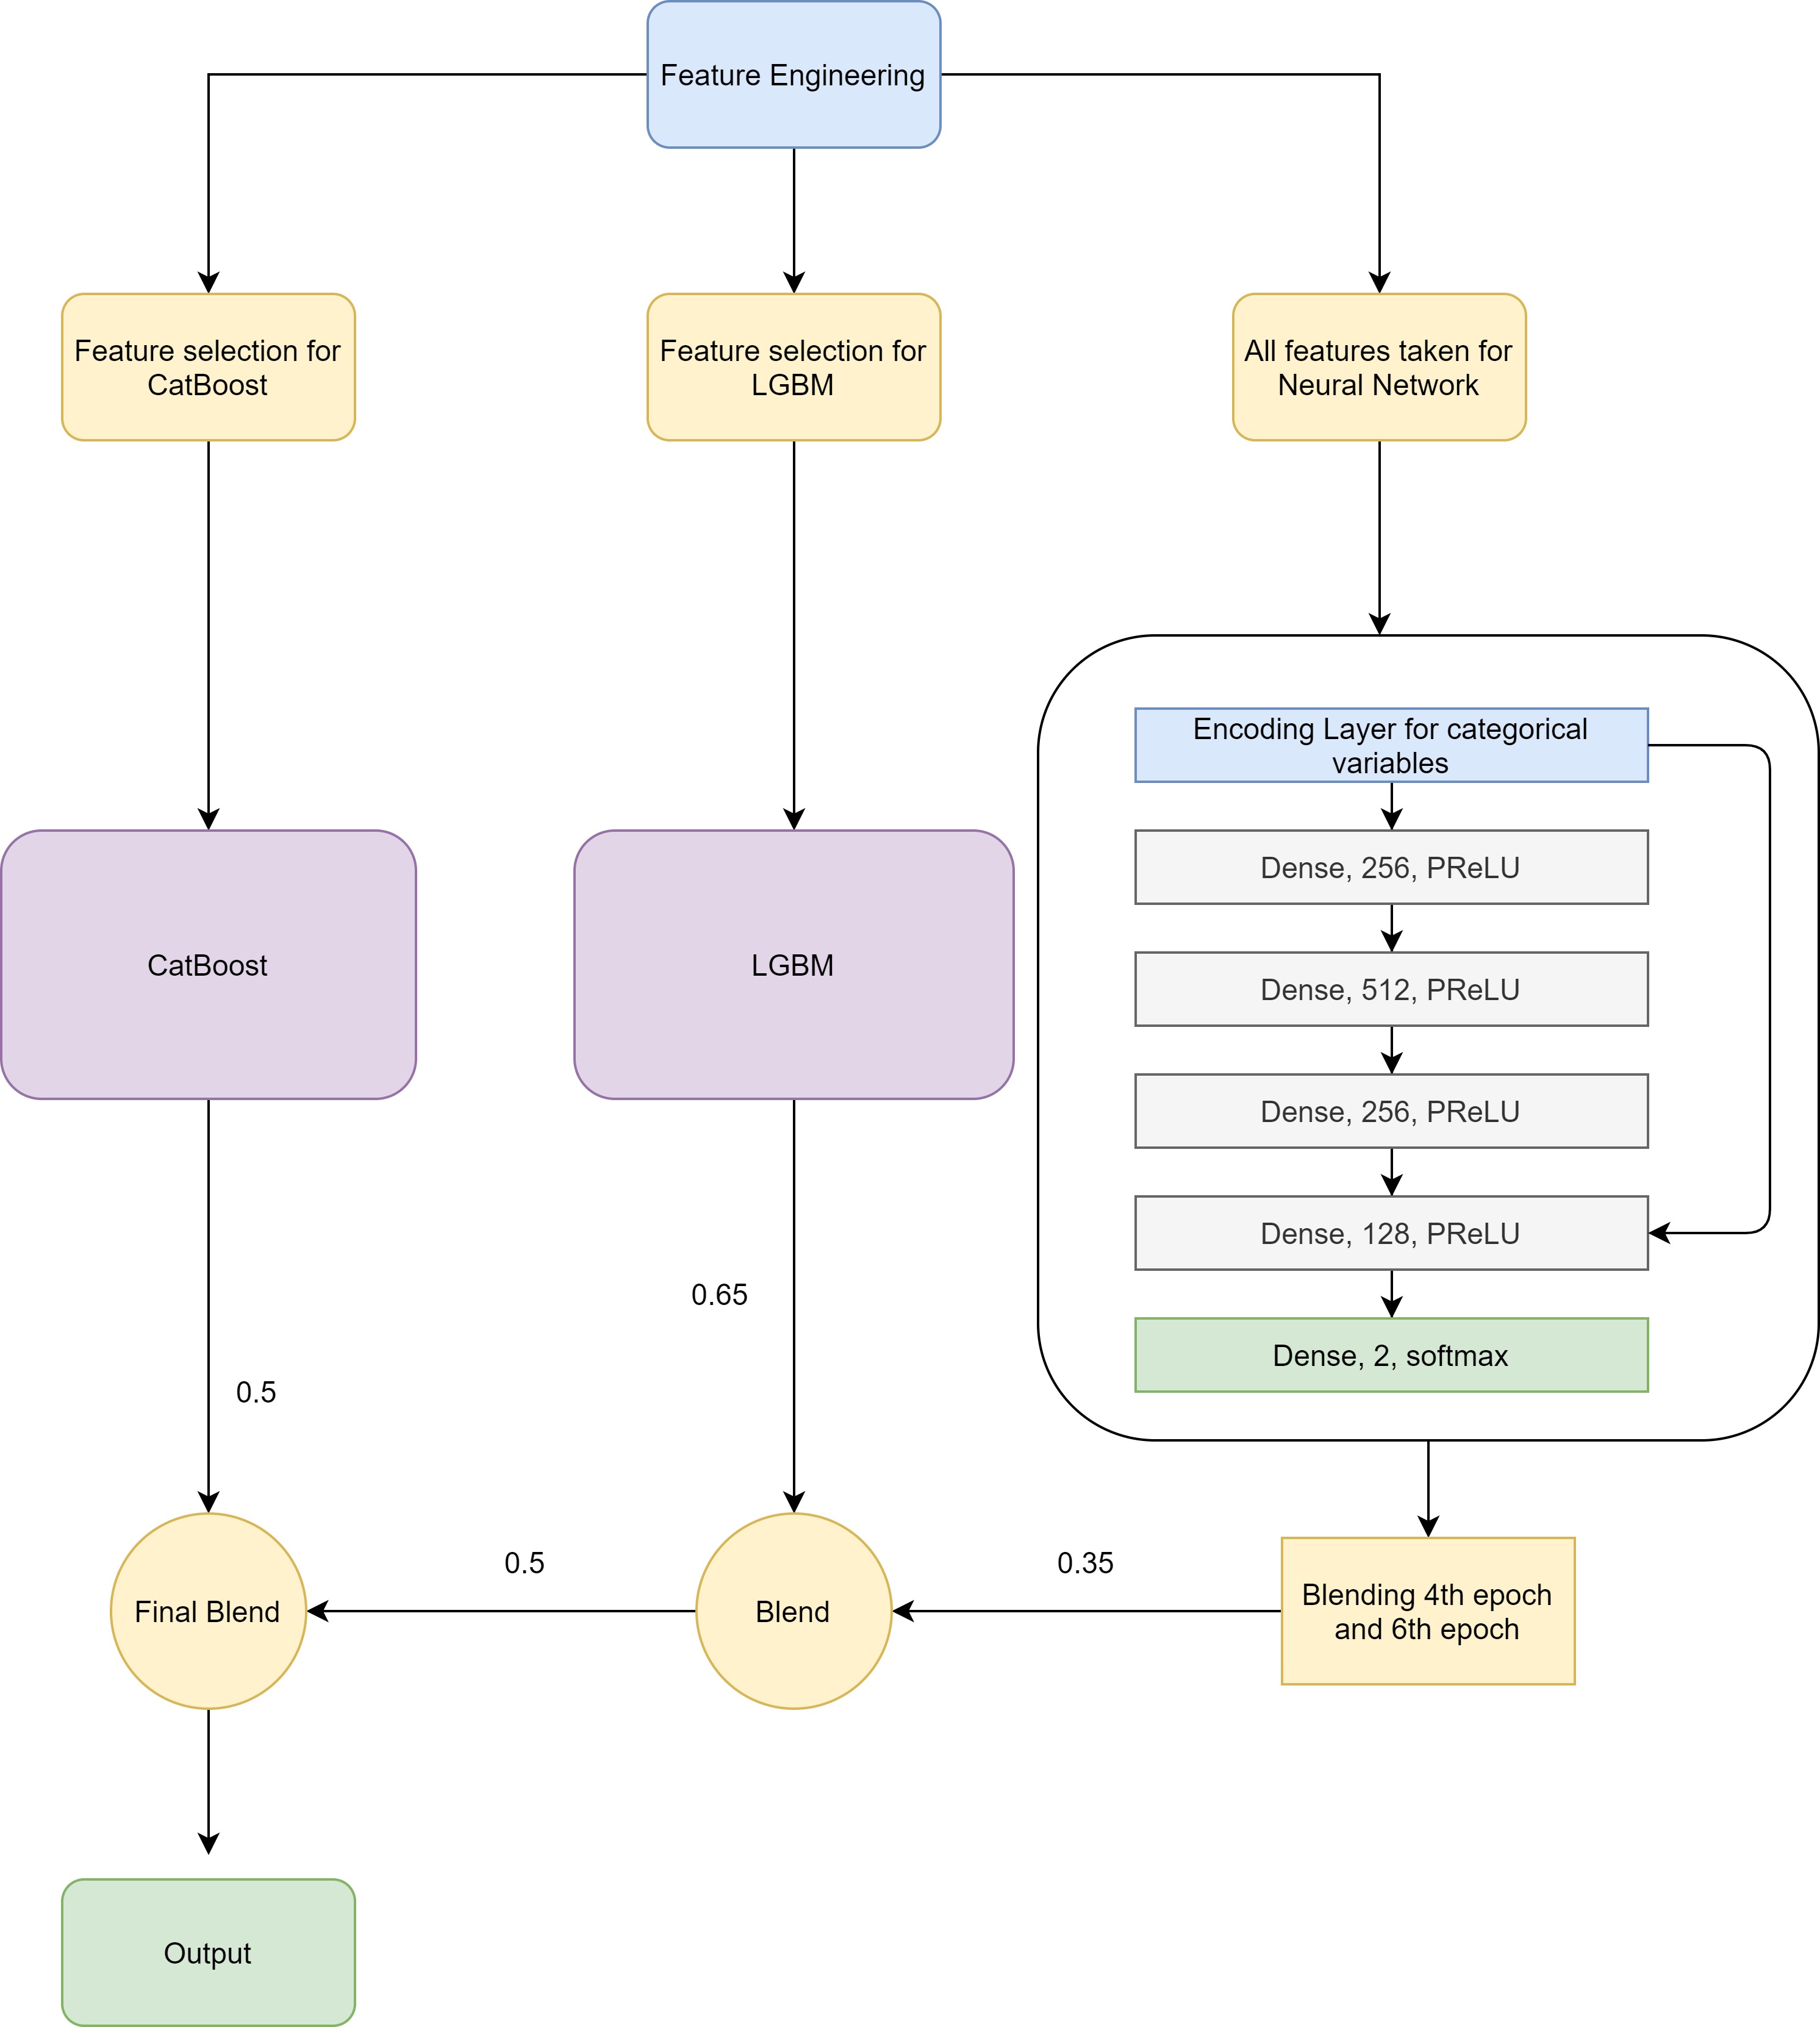 Feature Engineering
Feature selection for
CatBoost
Feature selection for
LGBM
All features taken for
Neural Network
Encoding Layer for categorical
variables
Dense, 256, PReLU
Dense, 512, PReLU
Dense, 256, PReLU
Dense, 128, PReLU
Dense, 2, softmax
CatBoost
LGBM
0.65
0.5
0.5
0.35
Final Blend
Blend
Blending 4th epoch
and 6th epoch
Output